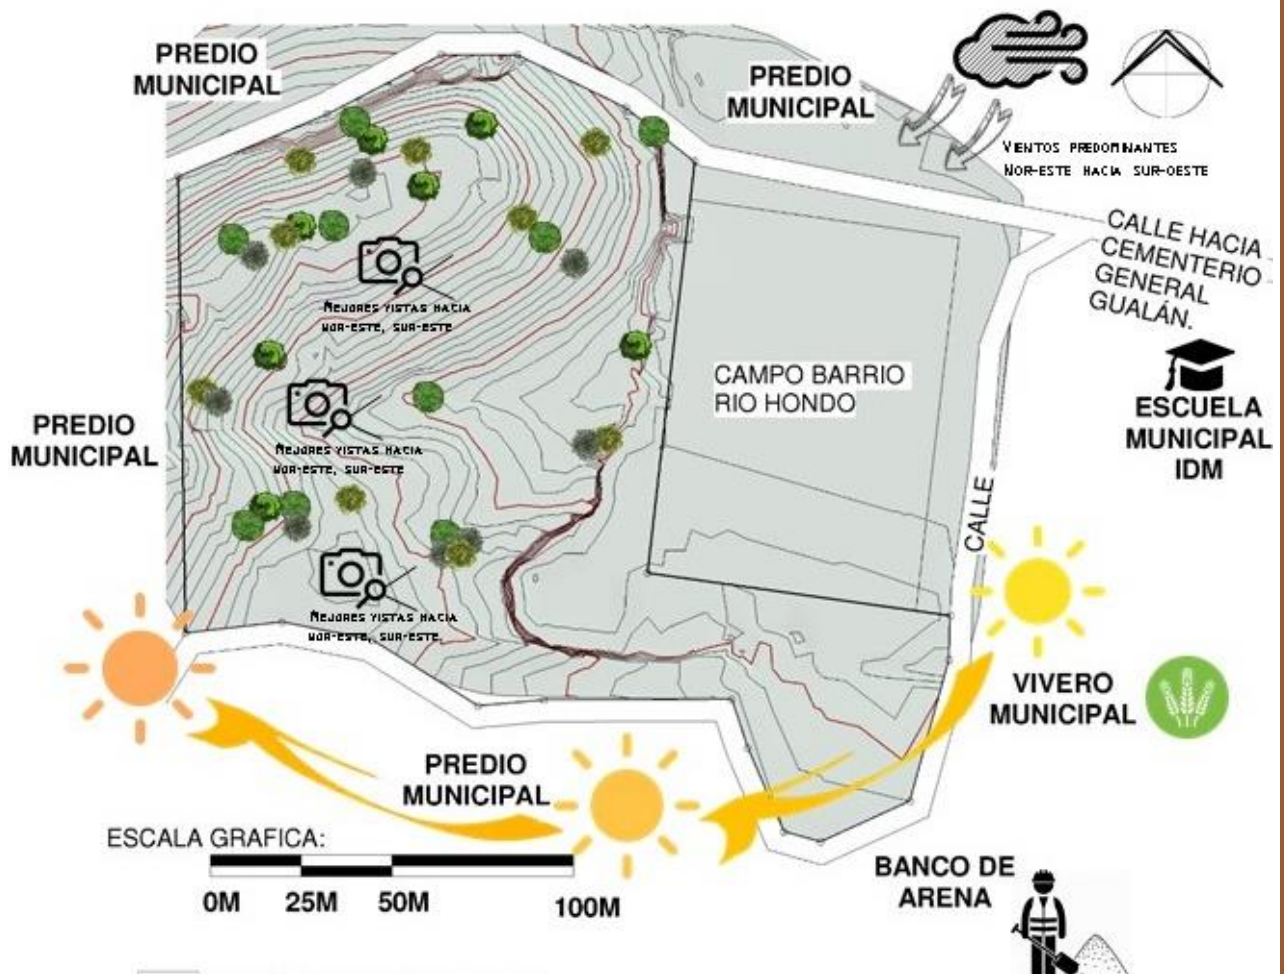 PREDIO
MUNICIPAL
PREDIO
MUNICIPAL
VIENTOS PREDOMINANTES
NOR-ESTE HACIA SUR-OESTE
CALLE HACIA
CEMENTERIO
GENERAL
GUALÁN.
MEJORES VISTAS HACIA
NOR-ESTE, SUR-ESTE
CAMPO BARRIO
RIO HONDO
ESCUELA
MUNICIPAL
IDM
PREDIO
MUNICIPAL
MEJORES VISTAS HACIA
NOR-ESTE, SUR-ESTE
CALLE
MEJORES VISTAS HACIA
NOR-ESTE, SUR-ESTE
VIVERO
MUNICIPAL
PREDIO
MUNICIPAL
ESCALA GRAFICA:
0M 25M 50M 100M
BANCO DE
ARENA